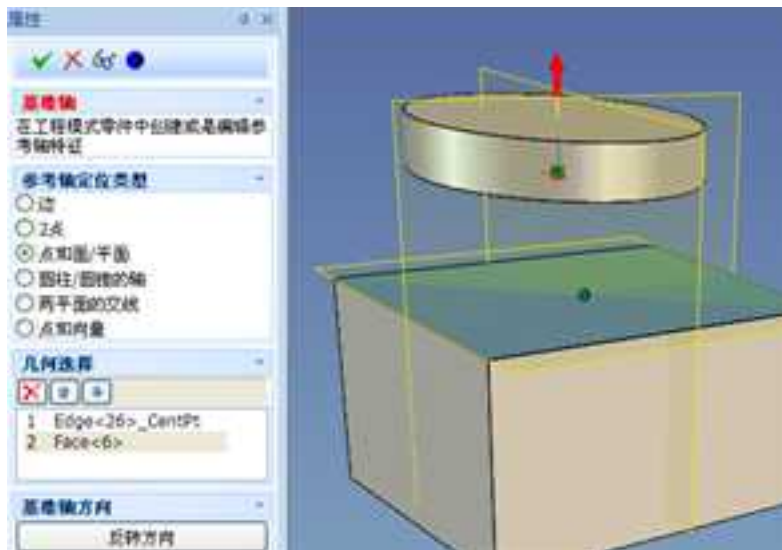 属性
基准轴
在工程模式零件中创建或是编辑参
考轴特征
参考轴定位类型
边
2点
点和面/平面
圆柱/圆锥的轴
两平面的交线
点和向量
几何选择
1 Edge<26>_CentPt
2 Face<6>
基准轴方向
反转方向